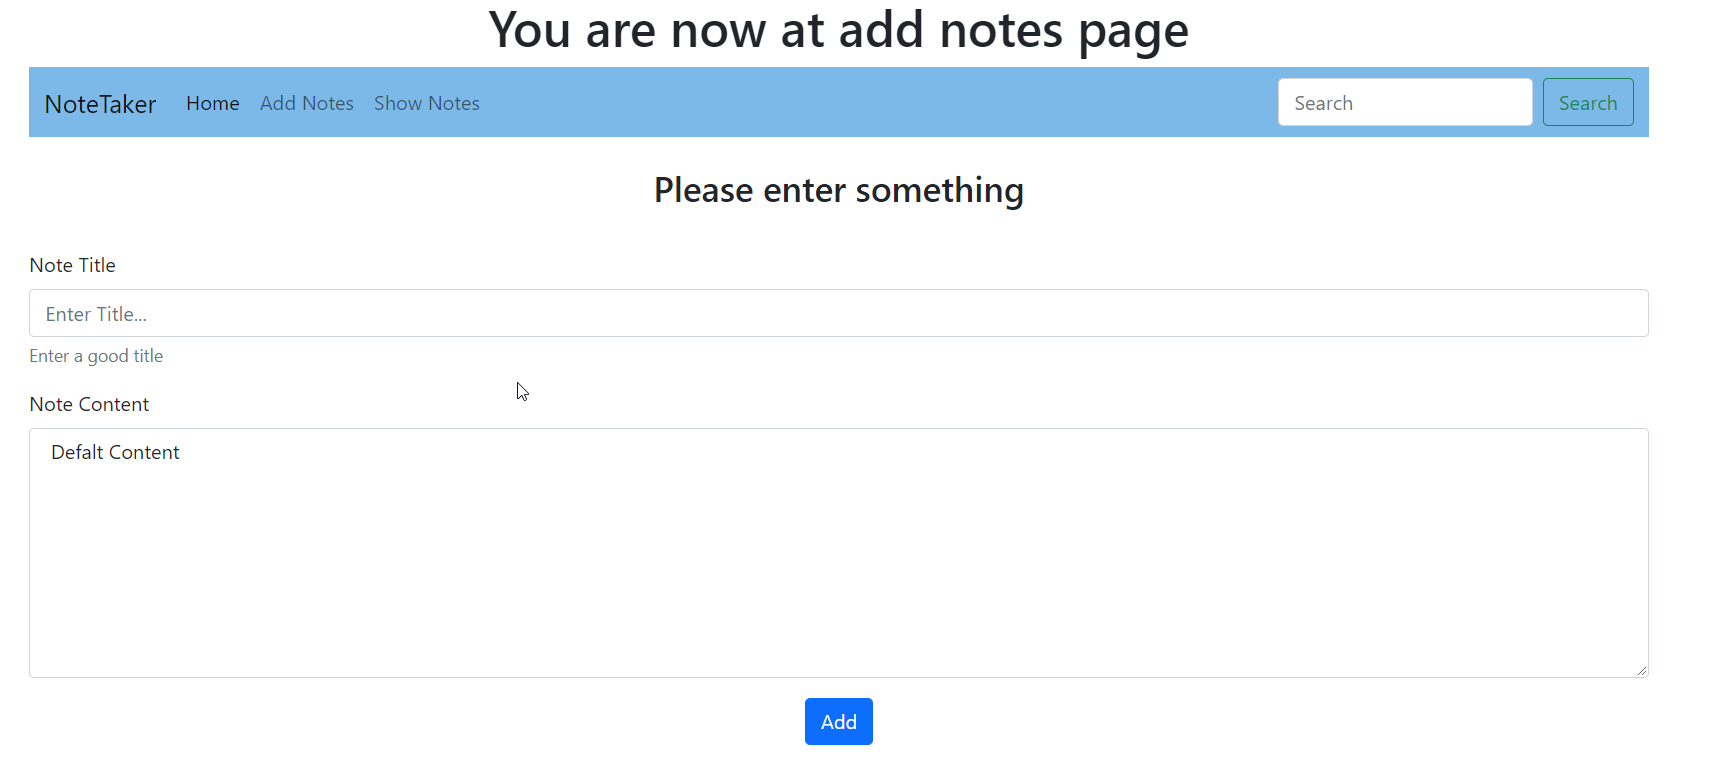 You are now at add notes page
NoteTaker Home Add Notes Show Notes Search Search
Please enter something
Note Title
Enter Title...
Enter a good title
Note Content
Defalt Content
Add